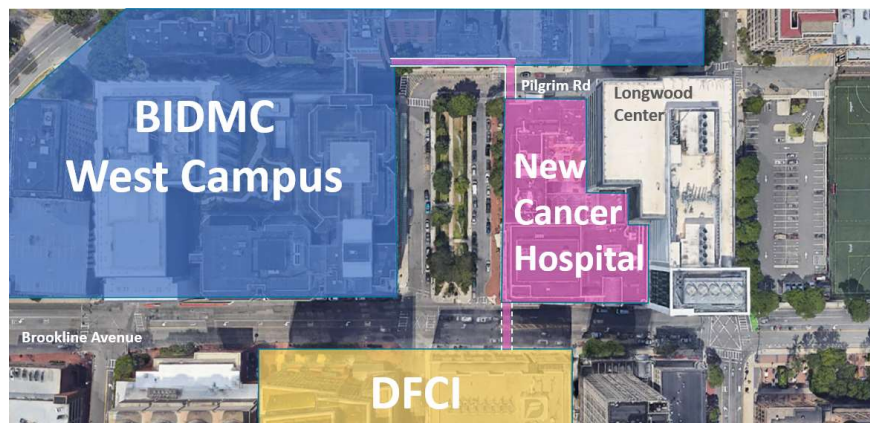 Pilgrim Rd
Longwood
Center
BIDMC
West Campus
New
Cancer
Hospital
Brookline Avenue
DFCI